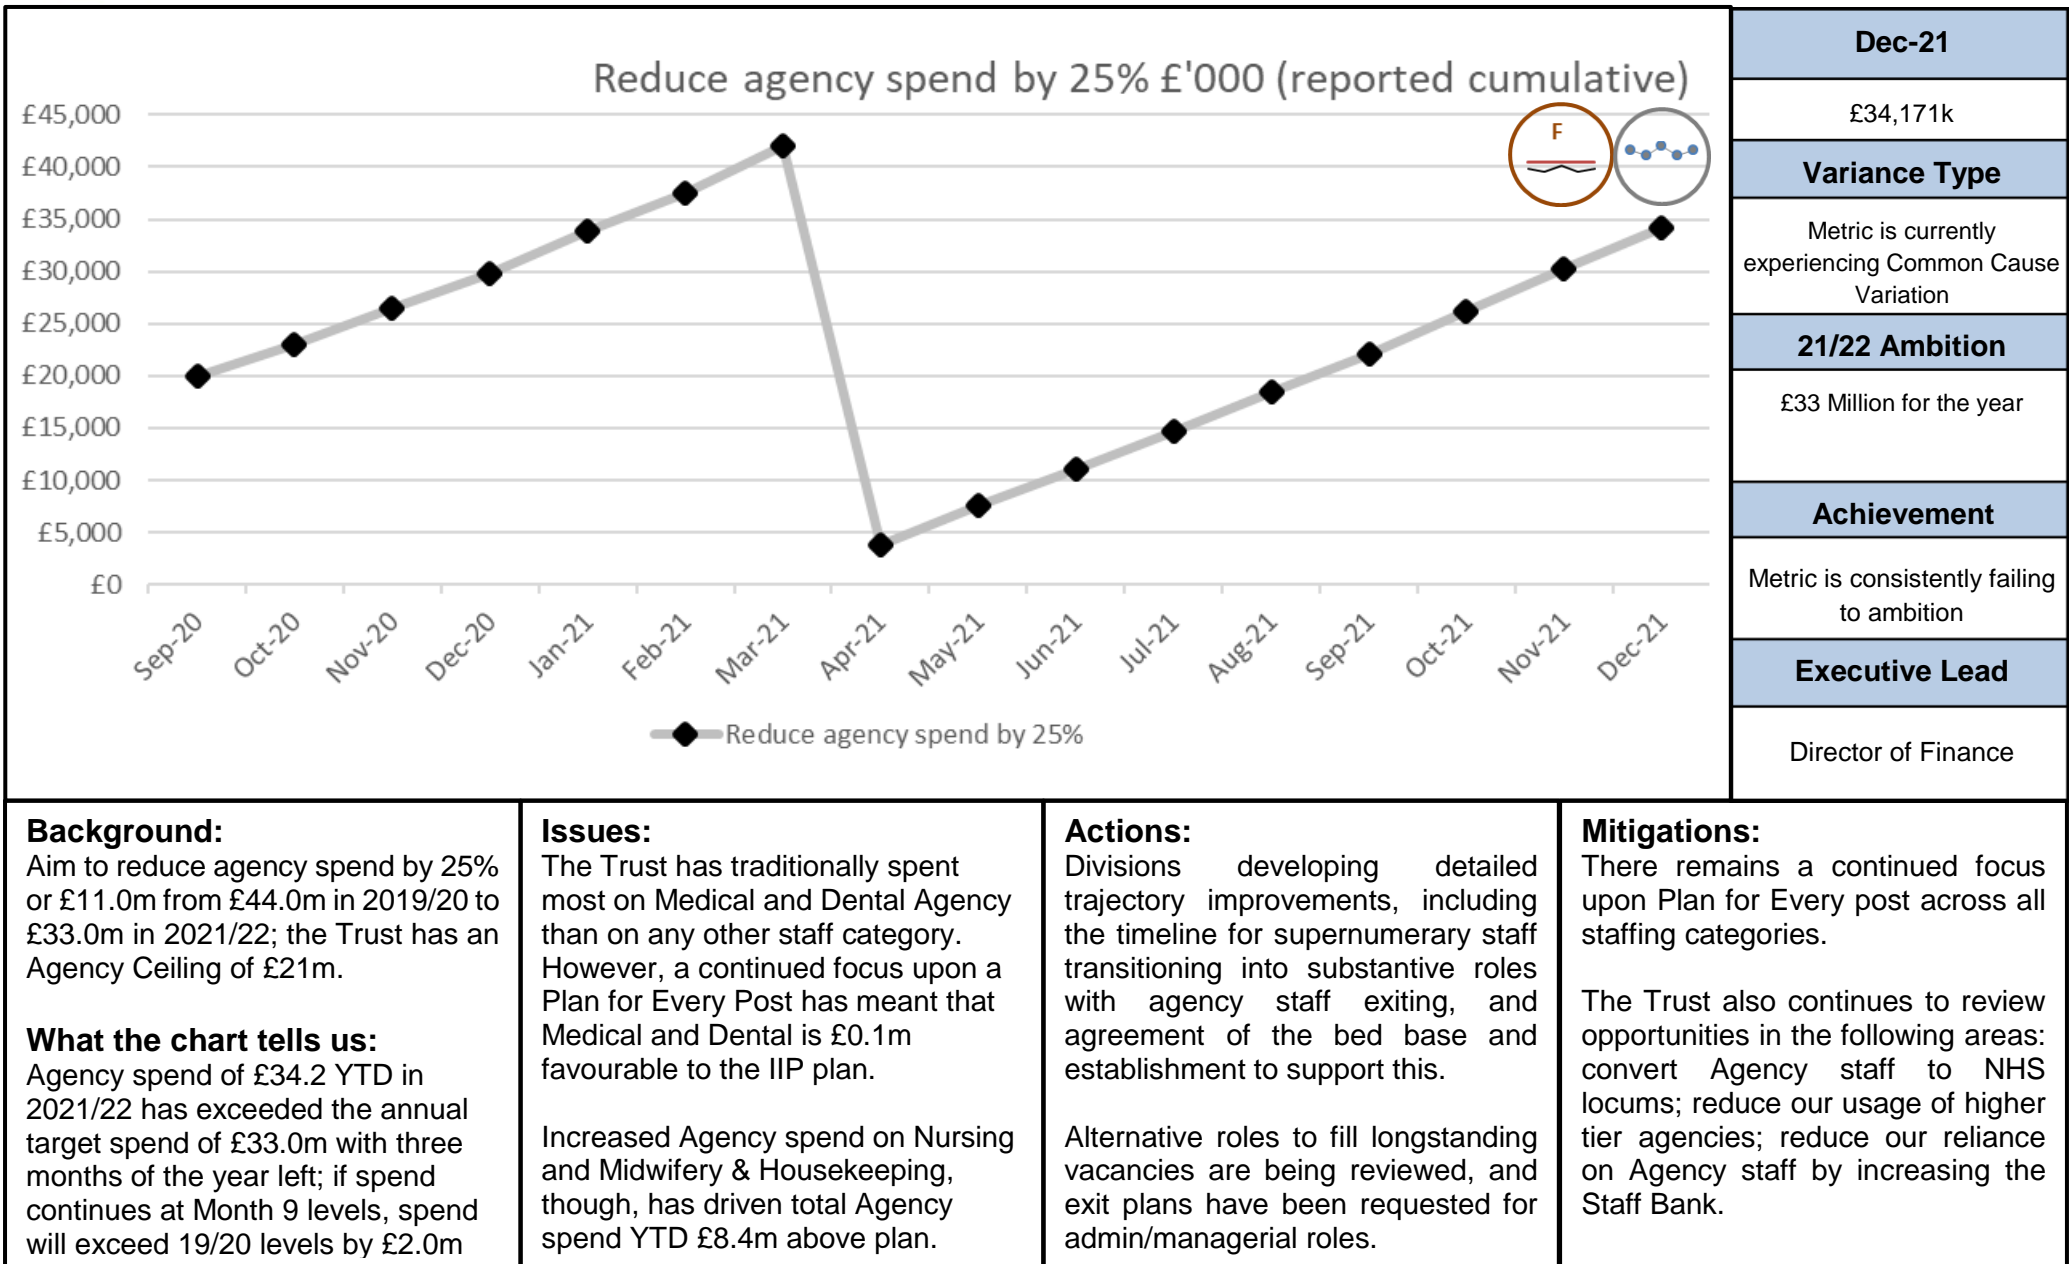 Reduce agency spend by 25% £'000 (reported cumulative)
F
£45,000
£40,000
£35,000
£30,000
£25,000
£20,000
£15,000
£10,000
£5,000
£0
Sep-20
Oct-20
Nov-20
Dec-20
Jan-21
Feb-21
Mar-21
Apr-21
May-21
Jun-21
Jul-21
Aug-21
Sep-21
Oct-21
Nov-21
Dec-21
Reduce agency spend by 25%
Dec-21
£34,171k
Variance Type
Metric is currently
experiencing Common Cause
Variation
21/22 Ambition
£33 Million for the year
Achievement
Metric is consistently failing
to ambition
Executive Lead
Director of Finance
Background:
Aim to reduce agency spend by 25%
or £11.0m from £44.0m in 2019/20 to
£33.0m in 2021/22; the Trust has an
Agency Ceiling of £21m.
What the chart tells us:
Agency spend of £34.2 YTD in
2021/22 has exceeded the annual
target spend of £33.0m with three
months of the year left; if spend
continues at Month 9 levels, spend
will exceed 19/20 levels by £2.0m
Issues:
The Trust has traditionally spent
most on Medical and Dental Agency
than on any other staff category.
However, a continued focus upon a
Plan for Every Post has meant that
Medical and Dental is £0.1m
favourable to the IIP plan.
Increased Agency spend on Nursing
and Midwifery & Housekeeping,
though, has driven total Agency
spend YTD £8.4m above plan.
Actions:
Divisions developing detailed
trajectory improvements, including
the timeline for supernumerary staff
transitioning into substantive roles
with agency staff exiting, and
agreement of the bed base and
establishment to support this.
Alternative roles to fill longstanding
vacancies are being reviewed, and
exit plans have been requested for
admin/managerial roles.
Mitigations:
There remains a continued focus
upon Plan for Every post across all
staffing categories.
The Trust also continues to review
opportunities in the following areas:
convert Agency staff to NHS
locums; reduce our usage of higher
tier agencies; reduce our reliance
on Agency staff by increasing the
Staff Bank.